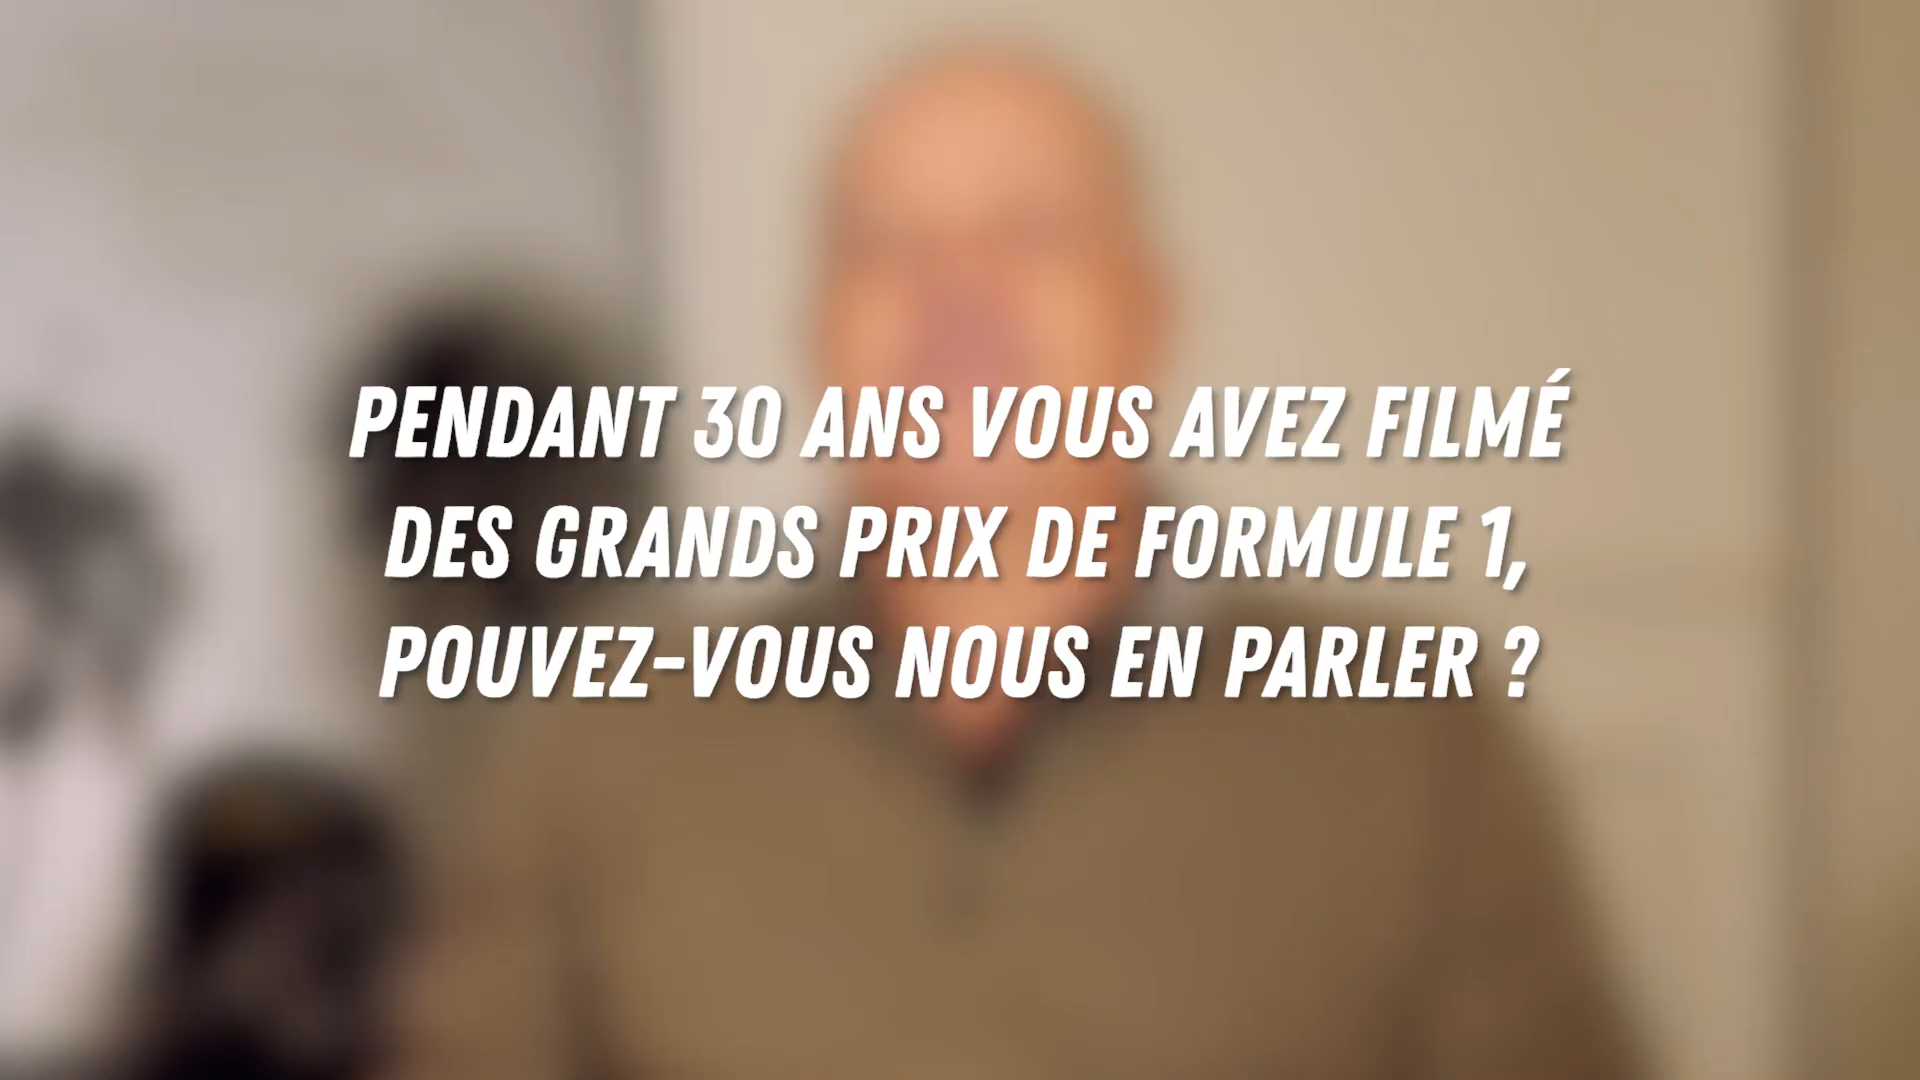 PENDANT 30 ANS VOUS AVEZ FILMÉ
DES GRANDS PRIX DE FORMULE 1,
POUVEZ-VOUS NOUS EN PARLER ?